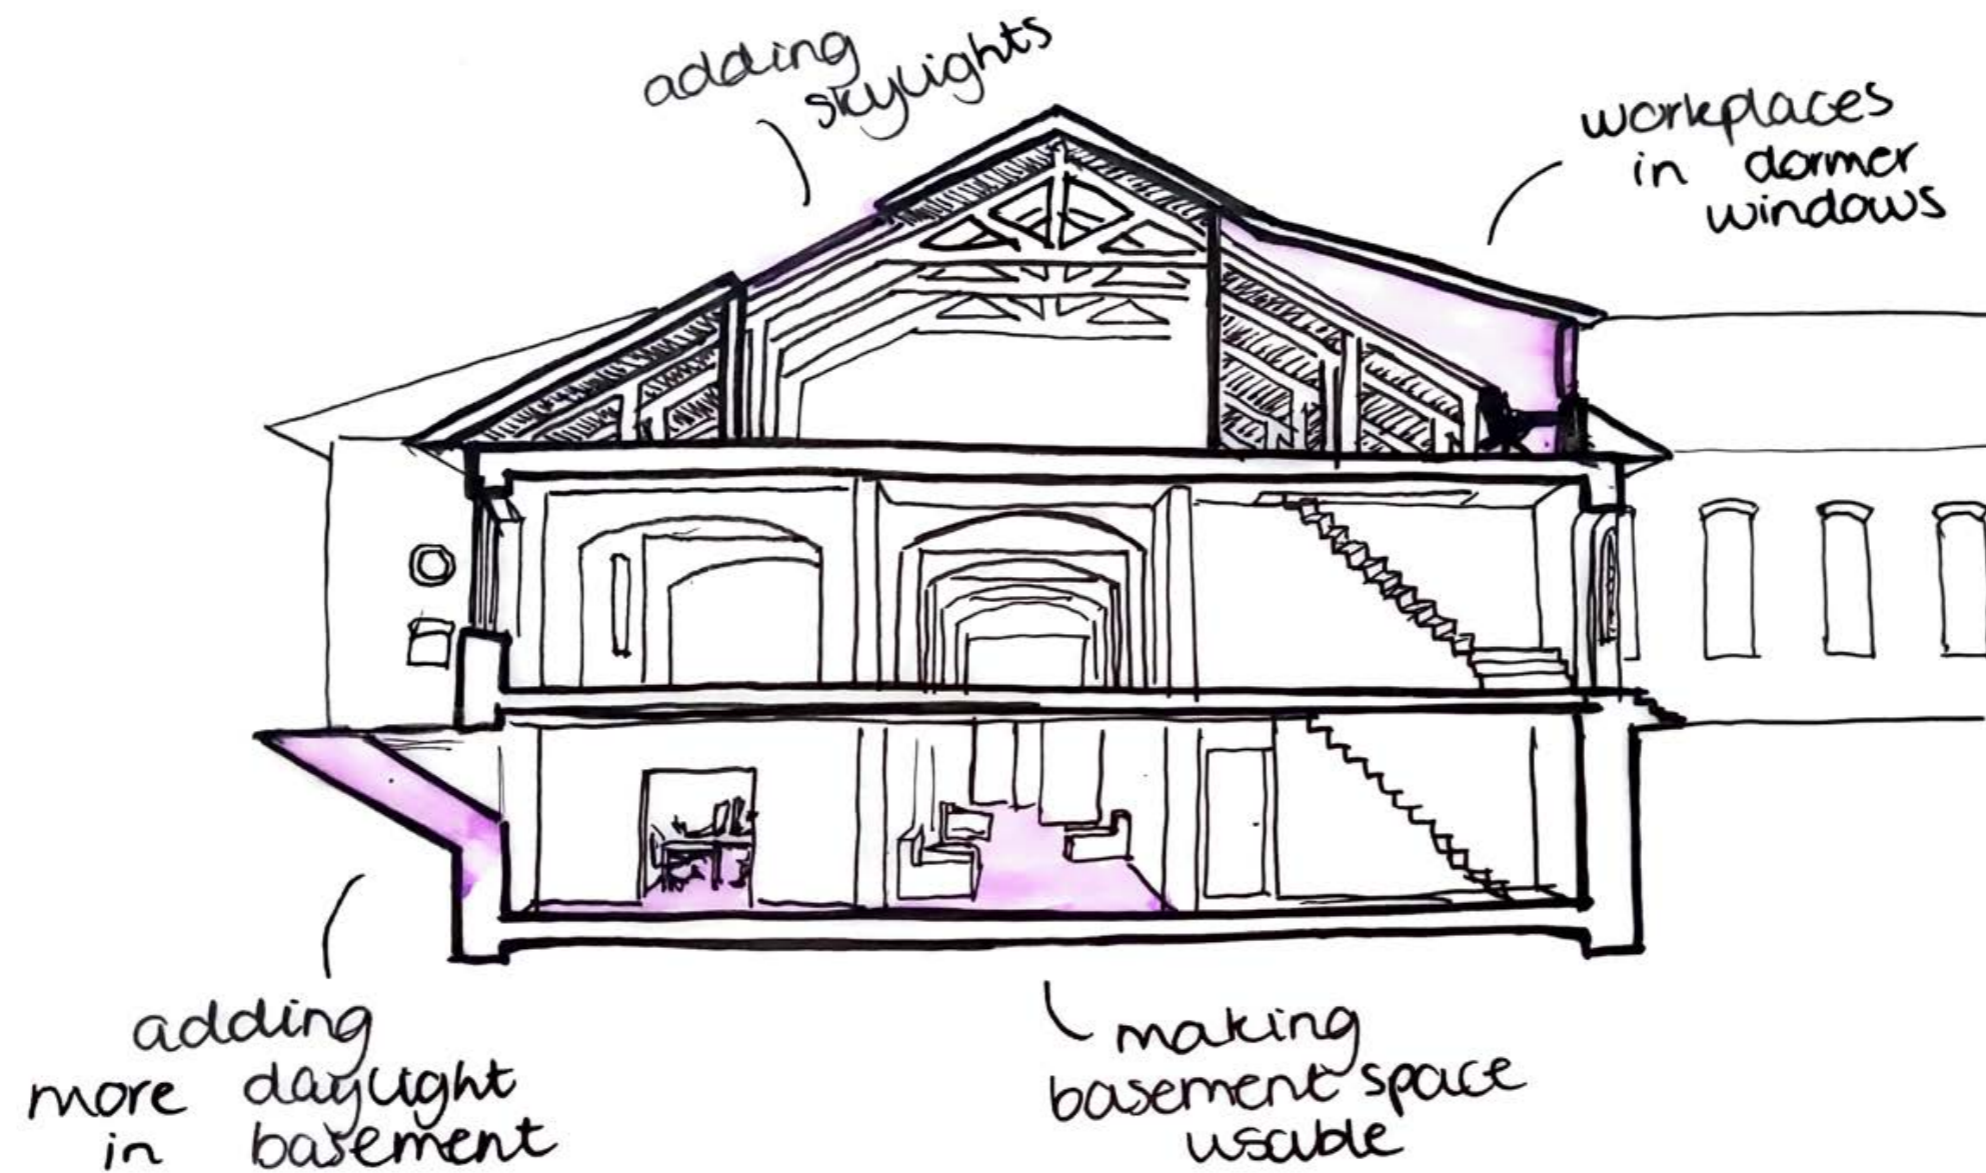 adding
skylights
workplaces
in dormer
windows
adding
more daylight
in basement
making
basement space
usable